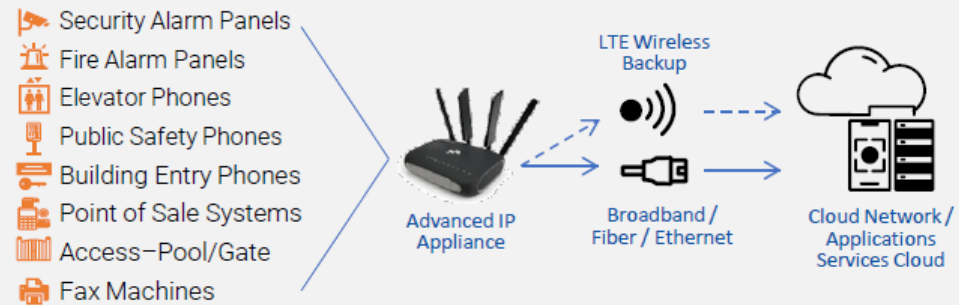 Security Alarm Panels
Fire Alarm Panels
Elevator Phones
Public Safety Phones
Building Entry Phones
Point of Sale Systems
Access–Pool/Gate
Fax Machines
Advanced IP
Appliance
LTE Wireless
Backup
Broadband /
Fiber / Ethernet
Cloud Network /
Applications
Services Cloud